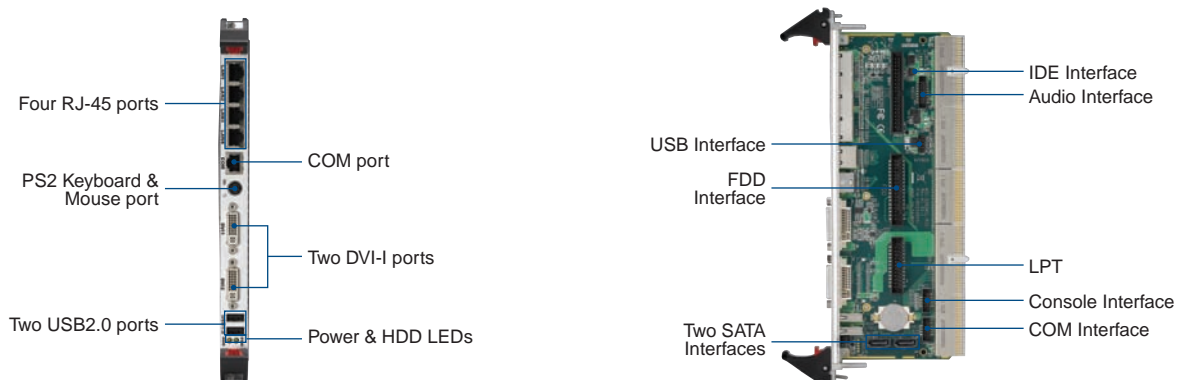 Four RJ-45 ports
COM port
PS2 Keyboard &
Mouse port
Two DVI-I ports
Two USB2.0 ports
Power & HDD LEDs
IDE Interface
Audio Interface
USB Interface
FDD
Interface
LPT
Console Interface
COM Interface
Two SATA
Interfaces